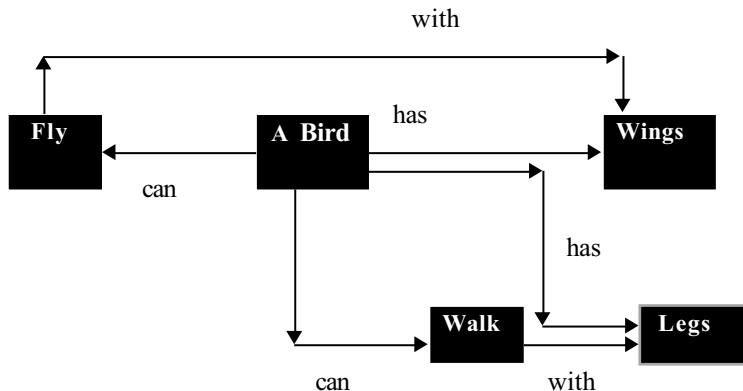 with
Fly
A Bird
has
Wings
can
has
Walk
Legs
can
with